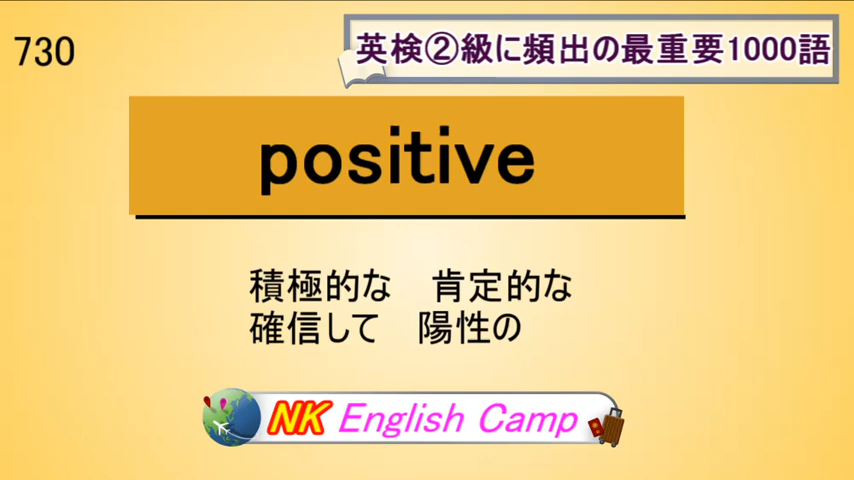 730
英検②級に頻出の最重要1000語
positive
積極的な 肯定的な
確信して 陽性の
NK English Camp